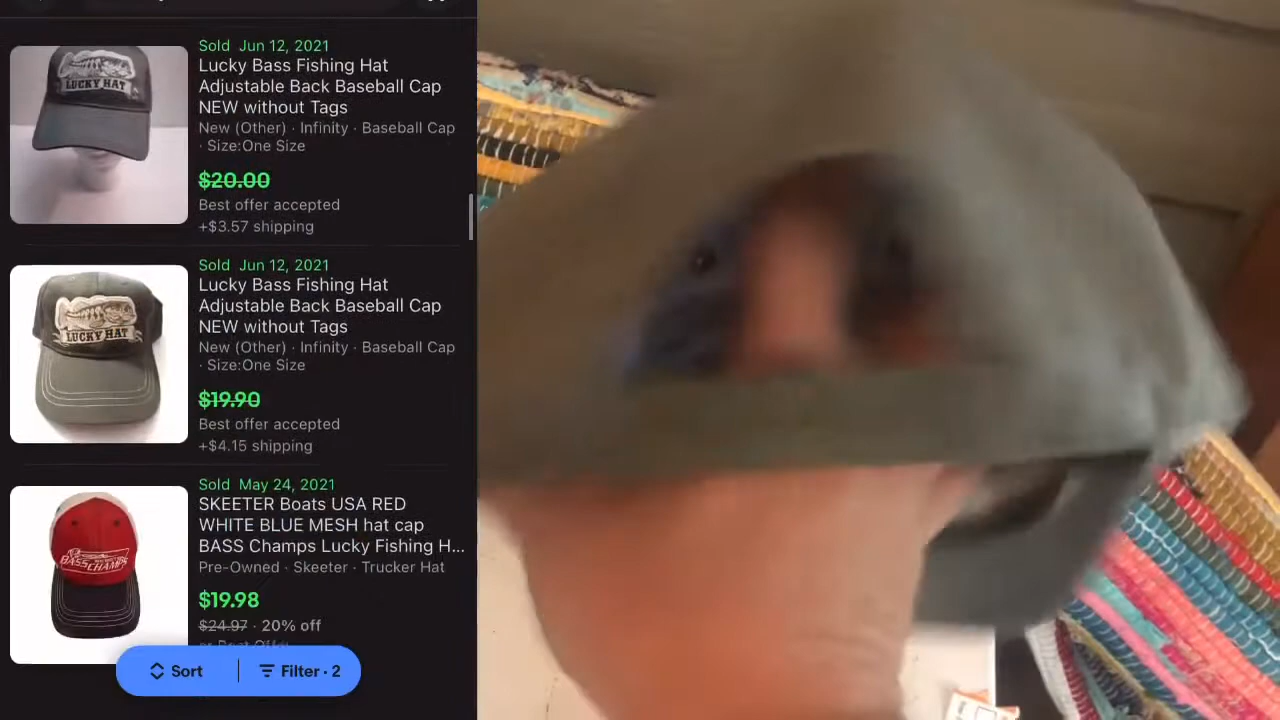 Sold Jun 12, 2021
Lucky Bass Fishing Hat
Adjustable Back Baseball Cap
NEW without Tags
New (Other) · Infinity · Baseball Cap
· Size:One Size
$20.00
Best offer accepted
+$3.57 shipping
LUCKY HAT
Sold Jun 12, 2021
Lucky Bass Fishing Hat
Adjustable Back Baseball Cap
NEW without Tags
New (Other) · Infinity · Baseball Cap
· Size:One Size
$19.90
Best offer accepted
+$4.15 shipping
LUCKY HAT
Sold May 24, 2021
SKEETER Boats USA RED
WHITE BLUE MESH hat cap
BASS Champs Lucky Fishing H...
Pre-Owned · Skeeter · Trucker Hat
$19.98
$24.97 · 20% off
or Best Offer
BASS CHAMPS
Sort
Filter · 2